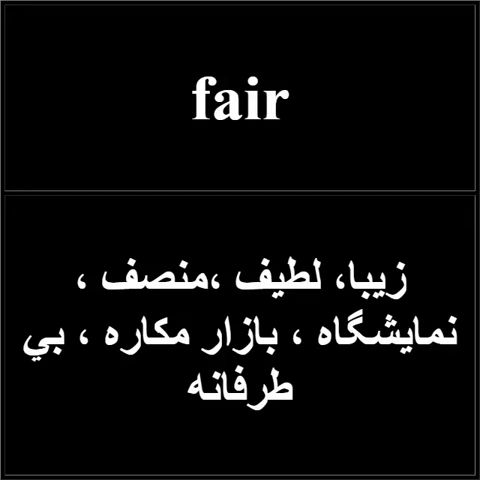 fair
زيبا، لطيف ،منصف ،
نمايشگاه ، بازار مكاره ، بي
طرفانه